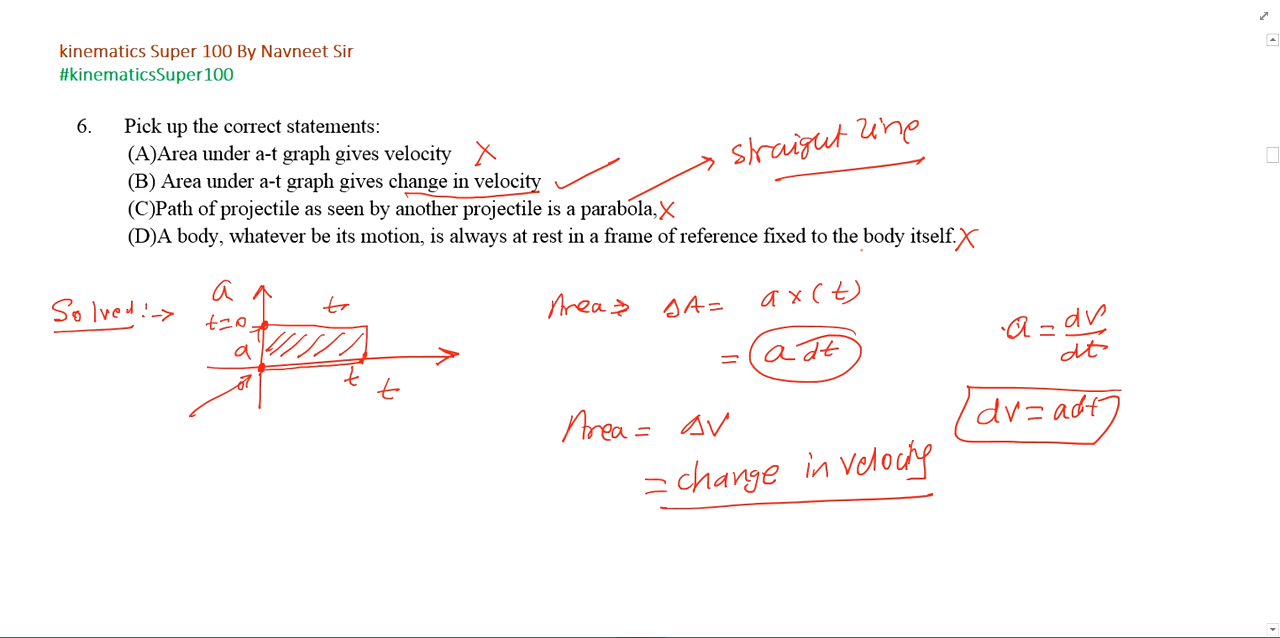 kinematics Super 100 By Navneet Sir
#kinematicsSuper100
6. Pick up the correct statements:
(A)Area under a-t graph gives velocity X
(B) Area under a-t graph gives change in velocity ✓
straight line
(C)Path of projectile as seen by another projectile is a parabola, X
(D)A body, whatever be its motion, is always at rest in a frame of reference fixed to the body itself. X
Solved:→
a
t
t=0
a
t
t
Area ⇒ ΔA = a x (t)
= a dt
Area = ΔV
= change in velocity
a = dv/dt
dv = adt